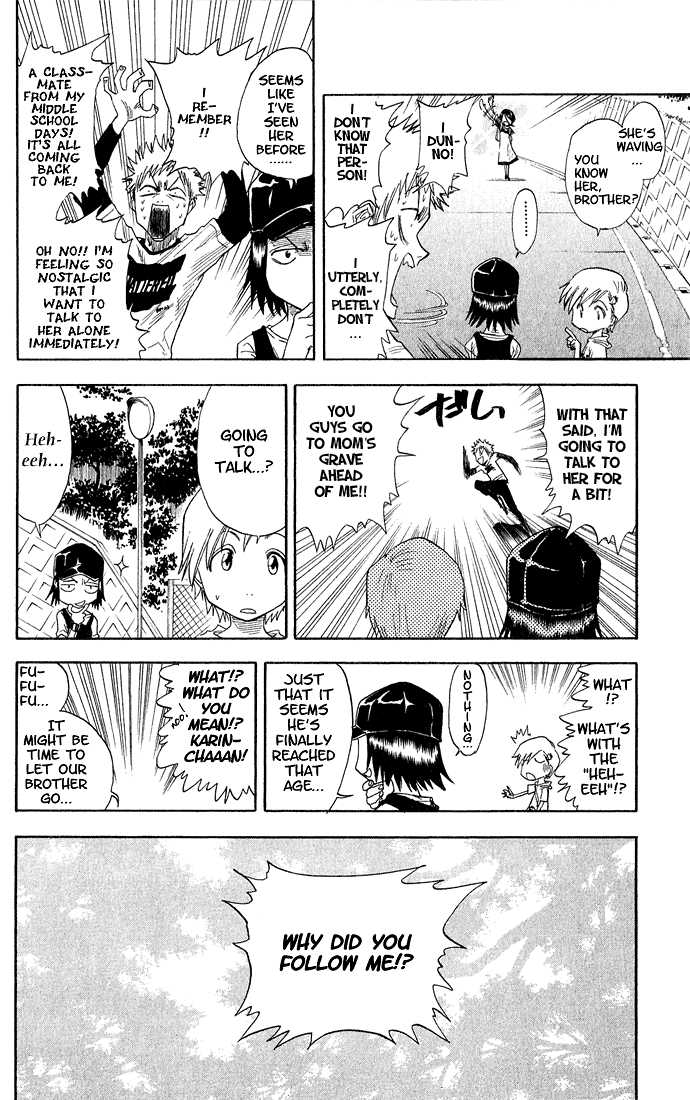 SHE'S
WAVING
...
YOU
KNOW
HER,
BROTHER?
.........
I
DUN-
NO!
I
DON'T
KNOW
THAT
PER-
SON!
I
UTTERLY,
COM-
PLETELY
DON'T
...
SEEMS
LIKE
I'VE
SEEN
HER
BEFORE
.......
I
RE-
MEMBER
!!
A CLASS-
MATE
FROM MY
MIDDLE
SCHOOL
DAYS!
IT'S ALL
COMING
BACK
TO ME!
OH NO!! I'M
FEELING SO
NOSTALGIC
THAT I
WANT TO
TALK TO
HER ALONE
IMMEDIATELY!
WITH THAT
SAID, I'M
GOING TO
TALK TO
HER FOR
A BIT!
だっ
YOU
GUYS GO
TO MOM'S
GRAVE
AHEAD
OF ME!!
GOING
TO
TALK...?
Heh-
eeh...
WHAT
!?
WHAT'S
WITH
THE
"HEH-
EEH"!?
NOTHING...
JUST
THAT IT
SEEMS
HE'S
FINALLY
REACHED
THAT
AGE...
WHAT!?
WHAT DO
YOU
MEAN!?
KARIN-
CHAAAN!
FU-
FU-
FU...
IT
MIGHT BE
TIME TO
LET OUR
BROTHER
GO...
WHY DID YOU
FOLLOW ME!?